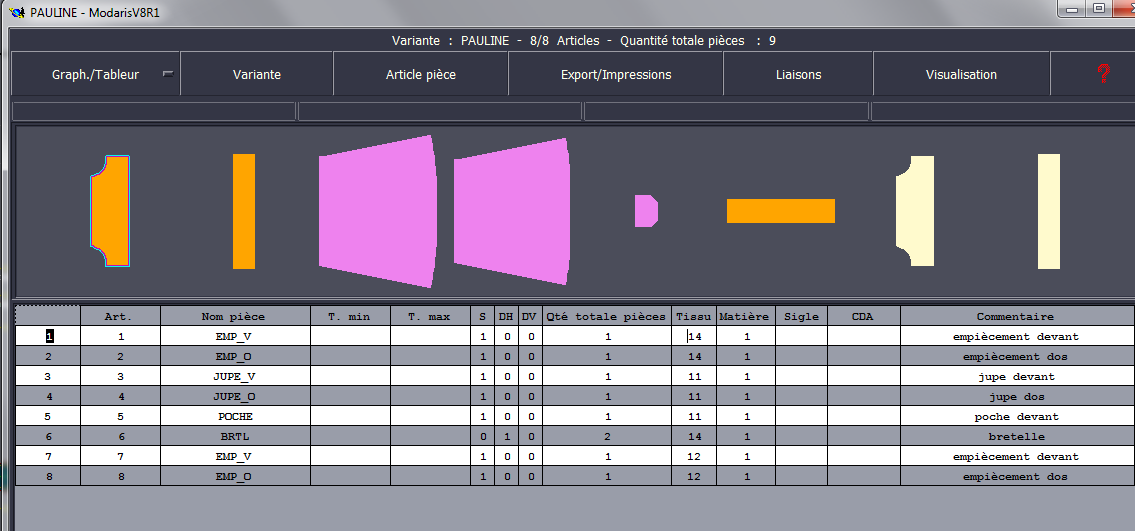 PAULINE - ModarisV8R1
Variante : PAULINE - 8/8 Articles - Quantité totale pièces : 9
Graph./Tableur Variante Article pièce Export/Impressions Liaisons Visualisation ?
Art. Nom pièce T. min T. max S DH DV Qté totale pièces Tissu Matière Sigle CDA Commentaire
1 1 EMP_V 1 0 0 1 14 1 empiècement devant
2 2 EMP_O 1 0 0 1 14 1 empiècement dos
3 3 JUPE_V 1 0 0 1 11 1 jupe devant
4 4 JUPE_O 1 0 0 1 11 1 jupe dos
5 5 POCHE 1 0 0 1 11 1 poche devant
6 6 BRTL 0 1 0 2 14 1 bretelle
7 7 EMP_V 1 0 0 1 12 1 empiècement devant
8 8 EMP_O 1 0 0 1 12 1 empiècement dos